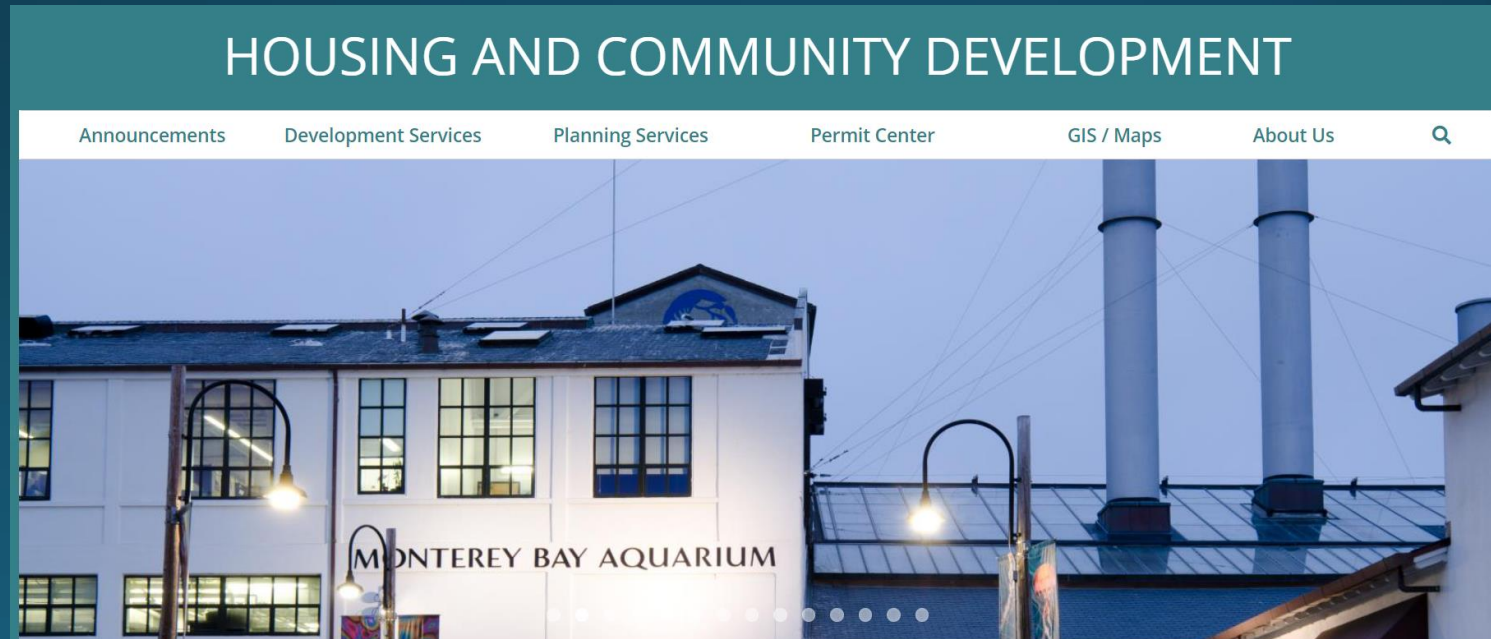 HOUSING AND COMMUNITY DEVELOPMENT
Announcements Development Services Planning Services Permit Center GIS / Maps About Us
MONTEREY BAY AQUARIUM